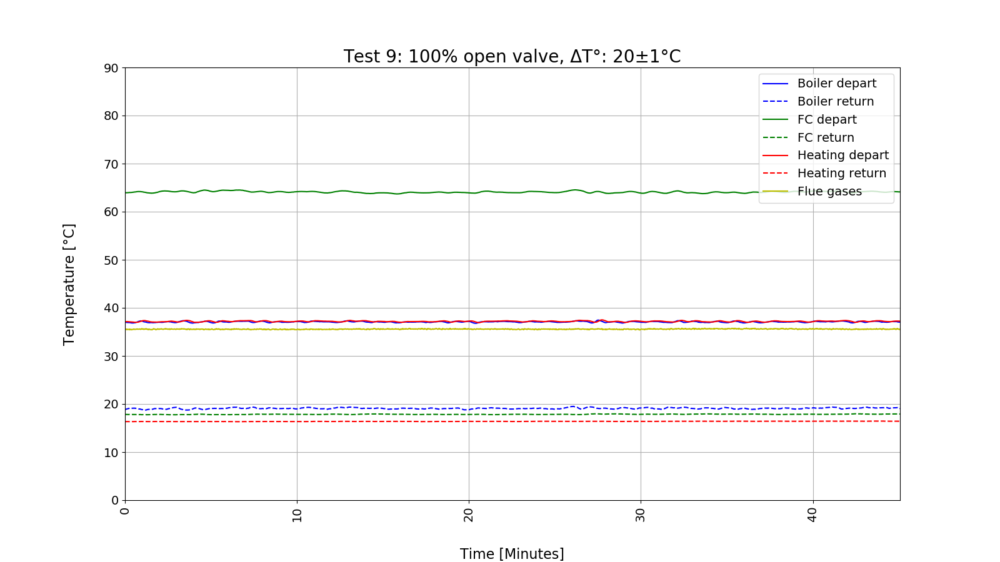 Test 9: 100% open valve, ΔT°: 20±1°C
90
80
70
60
50
40
30
20
10
0
Temperature [°C]
Boiler depart
Boiler return
FC depart
FC return
Heating depart
Heating return
Flue gases
0 10 20 30 40
Time [Minutes]